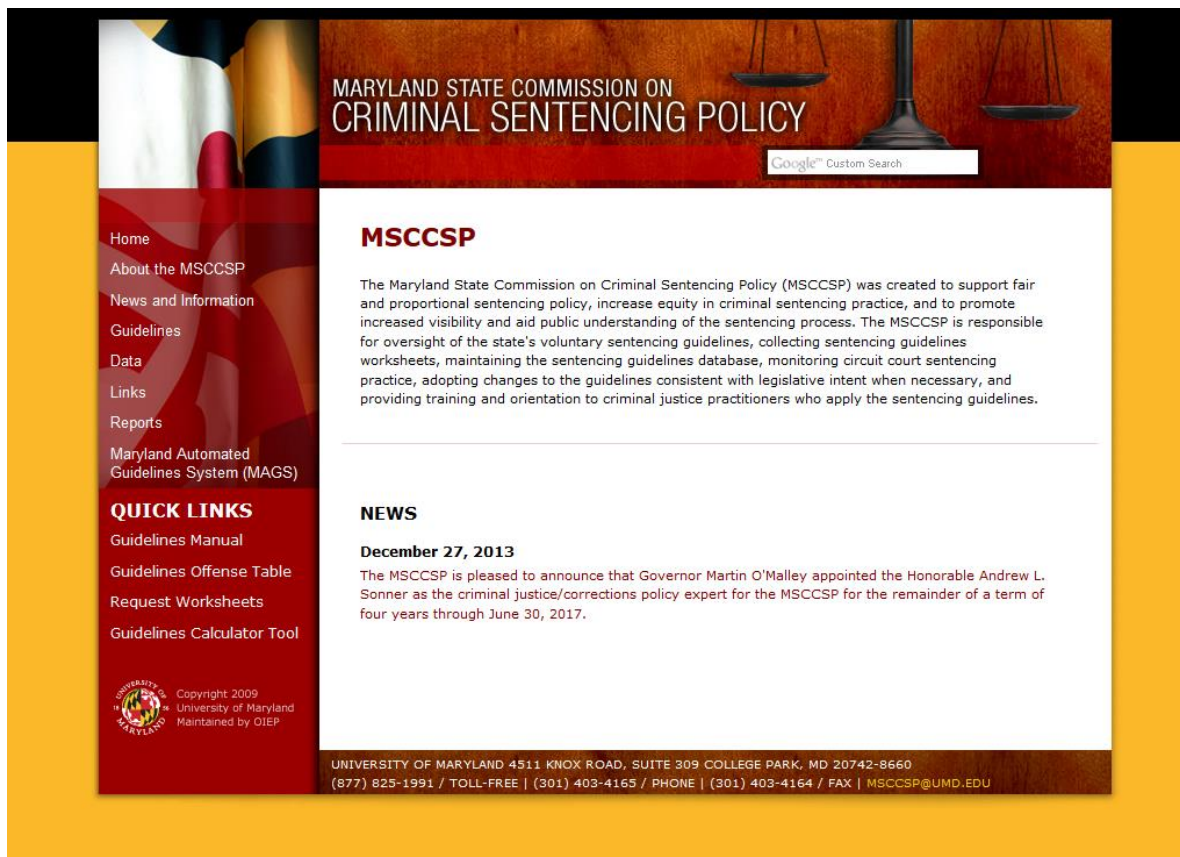 MARYLAND STATE COMMISSION ON
CRIMINAL SENTENCING POLICY
Google™ Custom Search
Home
About the MSCCSP
News and Information
Guidelines
Data
Links
Reports
Maryland Automated
Guidelines System (MAGS)
QUICK LINKS
Guidelines Manual
Guidelines Offense Table
Request Worksheets
Guidelines Calculator Tool
UNIVERSITY OF
18 56
MARYLAND
Copyright 2009
University of Maryland
Maintained by OIEP
MSCCSP
The Maryland State Commission on Criminal Sentencing Policy (MSCCSP) was created to support fair
and proportional sentencing policy, increase equity in criminal sentencing practice, and to promote
increased visibility and aid public understanding of the sentencing process. The MSCCSP is responsible
for oversight of the state's voluntary sentencing guidelines, collecting sentencing guidelines
worksheets, maintaining the sentencing guidelines database, monitoring circuit court sentencing
practice, adopting changes to the guidelines consistent with legislative intent when necessary, and
providing training and orientation to criminal justice practitioners who apply the sentencing guidelines.
NEWS
December 27, 2013
The MSCCSP is pleased to announce that Governor Martin O'Malley appointed the Honorable Andrew L.
Sonner as the criminal justice/corrections policy expert for the MSCCSP for the remainder of a term of
four years through June 30, 2017.
UNIVERSITY OF MARYLAND 4511 KNOX ROAD, SUITE 309 COLLEGE PARK, MD 20742-8660
(877) 825-1991 / TOLL-FREE | (301) 403-4165 / PHONE | (301) 403-4164 / FAX | MSCCSP@UMD.EDU